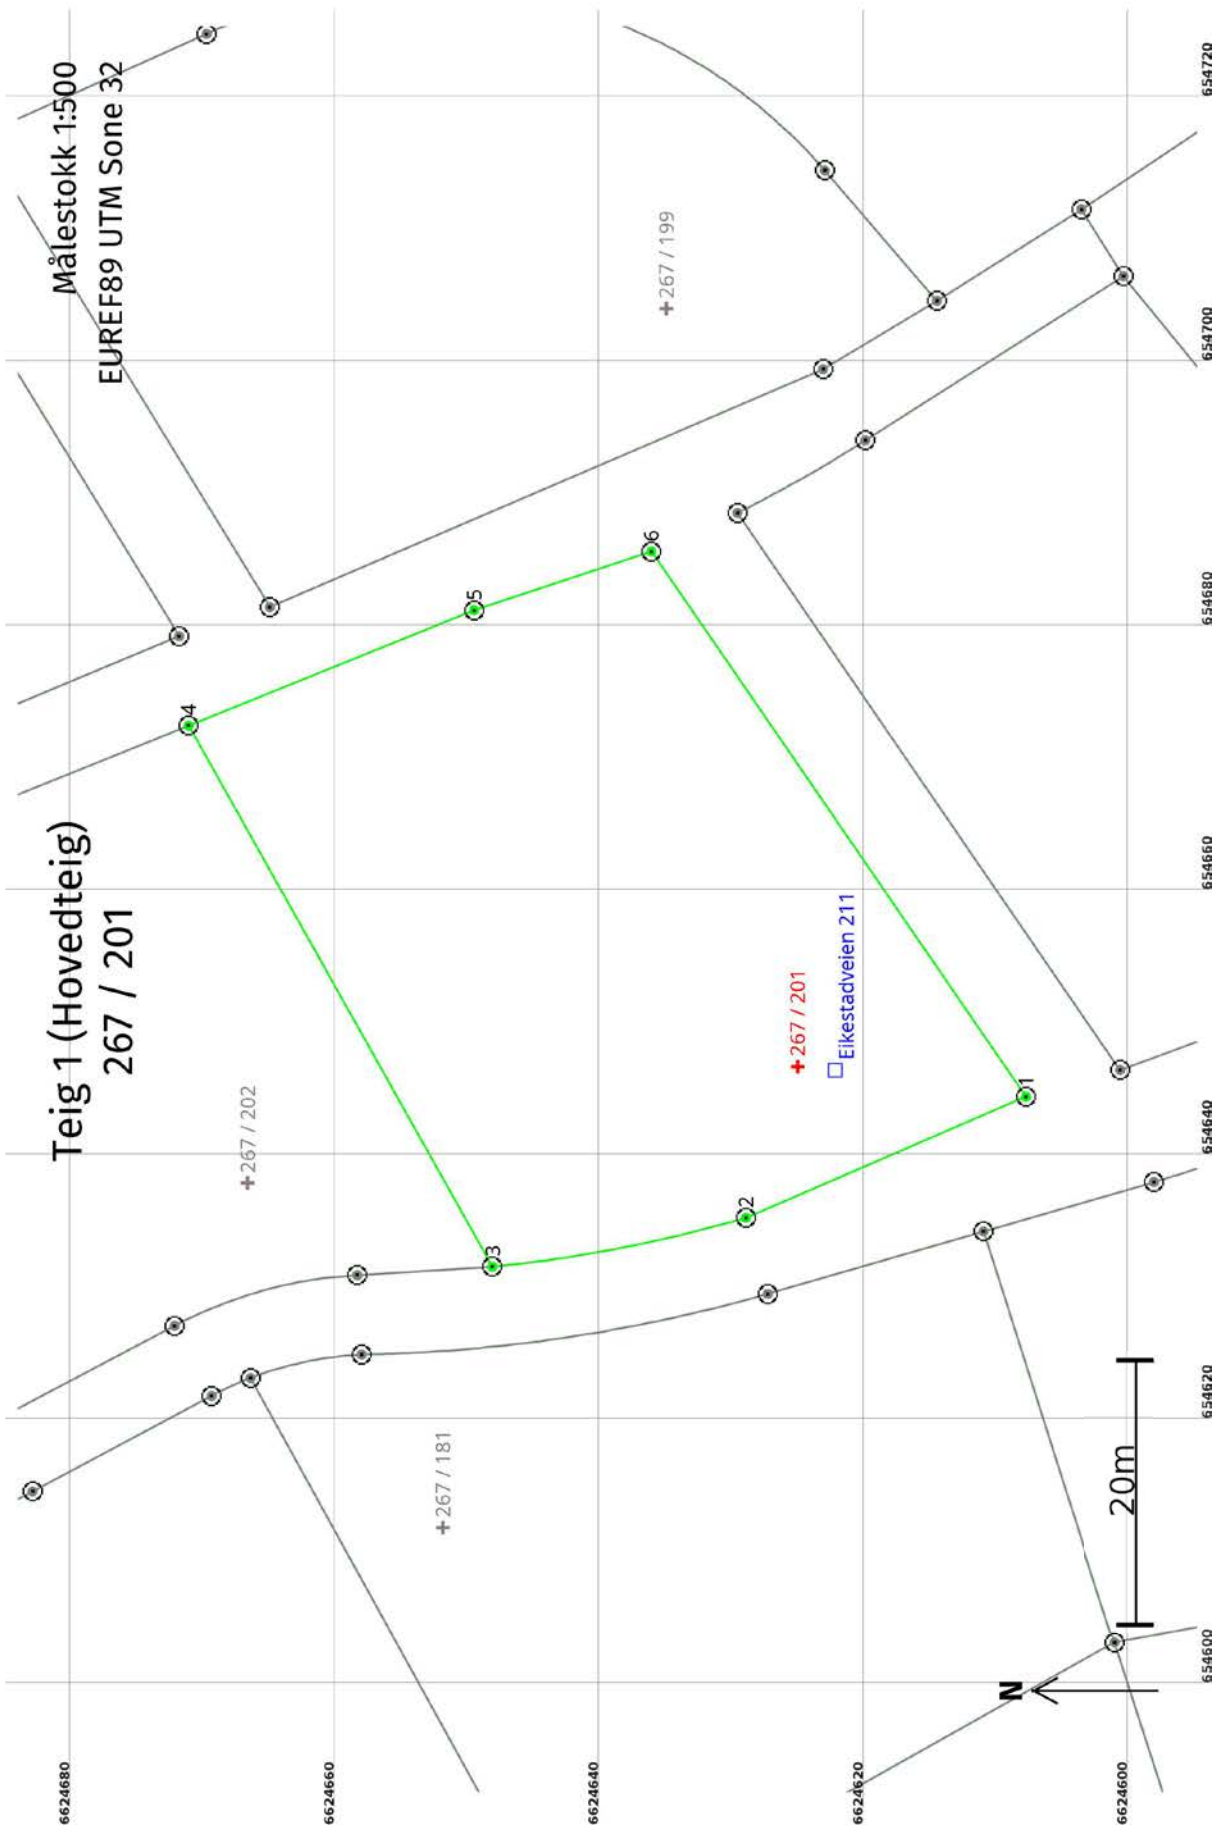 Teig 1 (Hovedteig)
267 / 201
Målestokk 1:500
EUREF89 UTM Sone 32
6624680
6624660
6624640
6624620
6624600
654600
654620
654640
654660
654680
654700
654720
+267 / 202
+267 / 199
+267 / 181
+267 / 201
Eikestadveien 211
1
2
3
4
5
6
N
20m